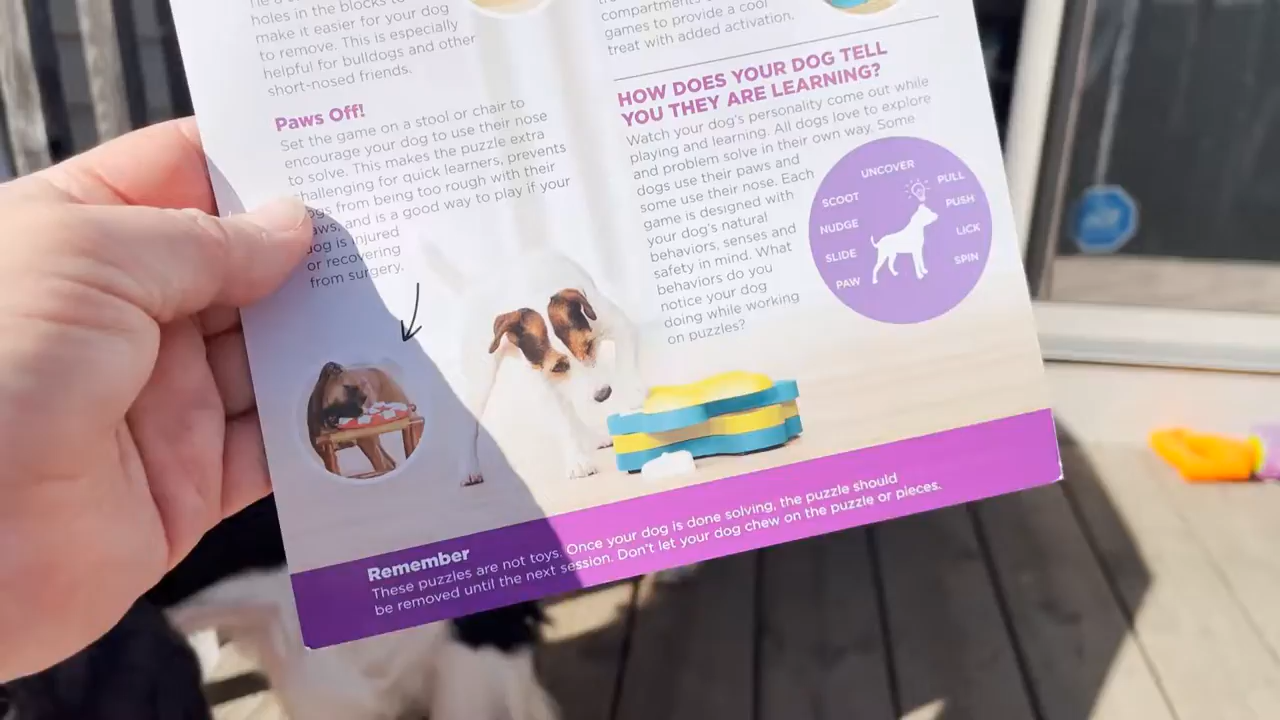 holes in the blocks to
make it easier for your dog
to remove. This is especially
helpful for bulldogs and other
short-nosed friends.
Paws Off!
Set the game on a stool or chair to
encourage your dog to use their nose
to solve. This makes the puzzle extra
hallenging for quick learners, prevents
ogs from being too rough with their
aws, and is a good way to play if your
dog is injured
or recovering
from surgery.
compartments
games to provide a cool
treat with added activation.
HOW DOES YOUR DOG TELL
YOU THEY ARE LEARNING?
Watch your dog's personality come out while
playing and learning. All dogs love to explore
and problem solve in their own way. Some
dogs use their paws and
some use their nose. Each
game is designed with
your dog's natural
behaviors, senses and
safety in mind. What
behaviors do you
notice your dog
doing while working
on puzzles?
UNCOVER
PULL
SCOOT
PUSH
NUDGE
LICK
SLIDE
SPIN
PAW
Remember
These puzzles are not toys. Once your dog is done solving, the puzzle should
be removed until the next session. Don't let your dog chew on the puzzle or pieces.